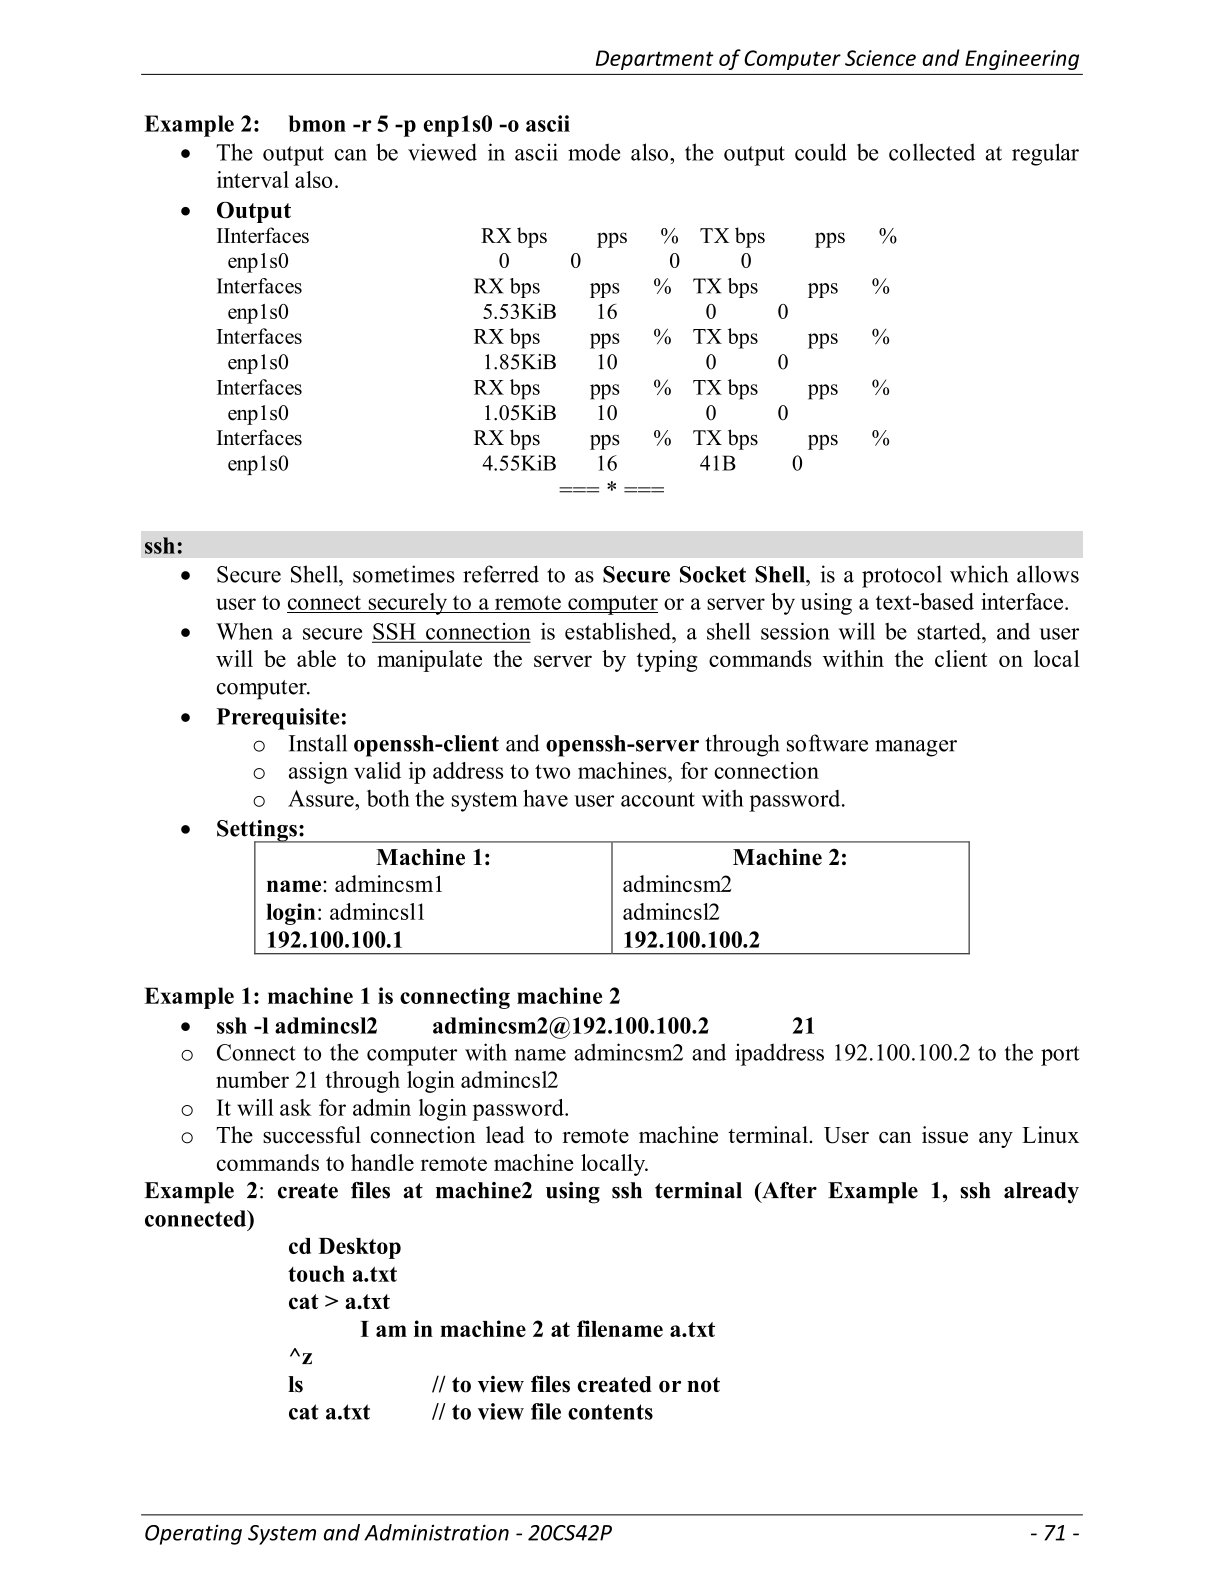 Department of Computer Science and Engineering
Example 2: bmon -r 5 -p enp1s0 -o ascii
• The output can be viewed in ascii mode also, the output could be collected at regular
interval also.
• Output
IInterfaces RX bps pps % TX bps pps %
enp1s0 0 0 0 0
Interfaces RX bps pps % TX bps pps %
enp1s0 5.53KiB 16 0 0
Interfaces RX bps pps % TX bps pps %
enp1s0 1.85KiB 10 0 0
Interfaces RX bps pps % TX bps pps %
enp1s0 1.05KiB 10 0 0
Interfaces RX bps pps % TX bps pps %
enp1s0 4.55KiB 16 41B 0
=== * ===
ssh:
• Secure Shell, sometimes referred to as Secure Socket Shell, is a protocol which allows
user to connect securely to a remote computer or a server by using a text-based interface.
• When a secure SSH connection is established, a shell session will be started, and user
will be able to manipulate the server by typing commands within the client on local
computer.
• Prerequisite:
o Install openssh-client and openssh-server through software manager
o assign valid ip address to two machines, for connection
o Assure, both the system have user account with password.
• Settings:
Machine 1: Machine 2:
name: admincsm1 admincsm2
login: admincsl1 admincsl2
192.100.100.1 192.100.100.2
Example 1: machine 1 is connecting machine 2
• ssh -l admincsl2 admincsm2@192.100.100.2 21
o Connect to the computer with name admincsm2 and ipaddress 192.100.100.2 to the port
number 21 through login admincsl2
o It will ask for admin login password.
o The successful connection lead to remote machine terminal. User can issue any Linux
commands to handle remote machine locally.
Example 2: create files at machine2 using ssh terminal (After Example 1, ssh already
connected)
cd Desktop
touch a.txt
cat > a.txt
I am in machine 2 at filename a.txt
^z
ls // to view files created or not
cat a.txt // to view file contents
Operating System and Administration - 20CS42P - 71 -